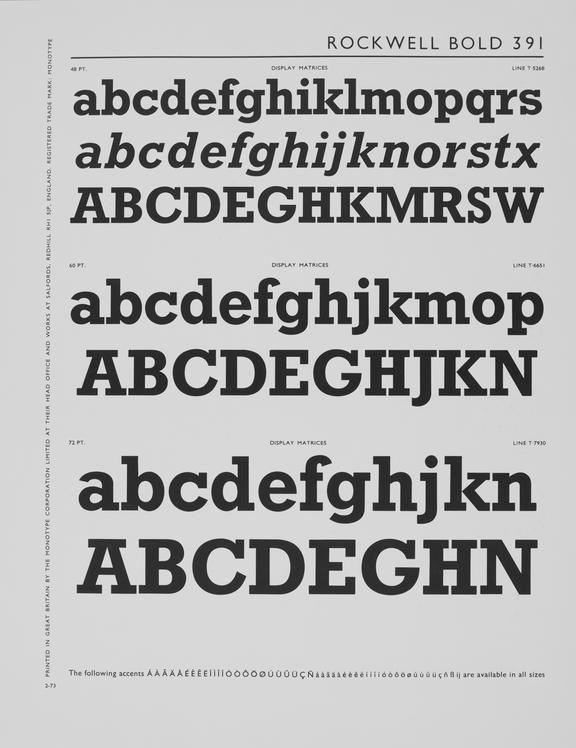 ROCKWELL BOLD 391
48 PT. DISPLAY MATRICES LINE T·5268
abcdefghiklmopqrs
abcdefghijknorstx
ABCDEGHKMRSW
60 PT. DISPLAY MATRICES LINE T·6651
abcdefghjkmop
ABCDEGHJKN
72 PT. DISPLAY MATRICES LINE T·7930
abcdefghjkn
ABCDEGHN
The following accents are available in all sizes
PRINTED IN GREAT BRITAIN BY THE MONOTYPE CORPORATION LIMITED AT THEIR HEAD OFFICE AND WORKS AT SALFORDS, REDHILL RH1 5JP, ENGLAND. REGISTERED TRADE MARK: MONOTYPE
2-73